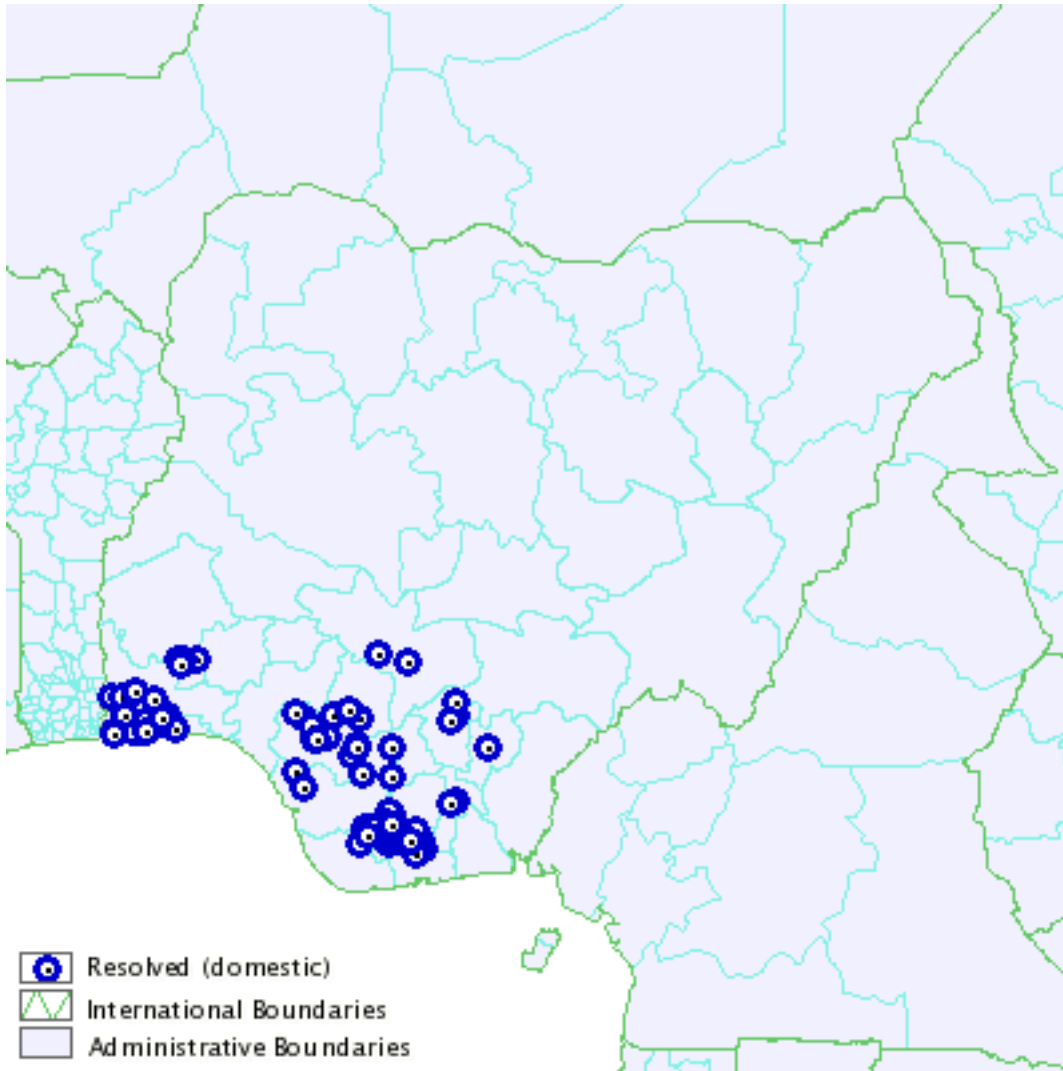 Resolved (domestic)
International Boundaries
Administrative Boundaries